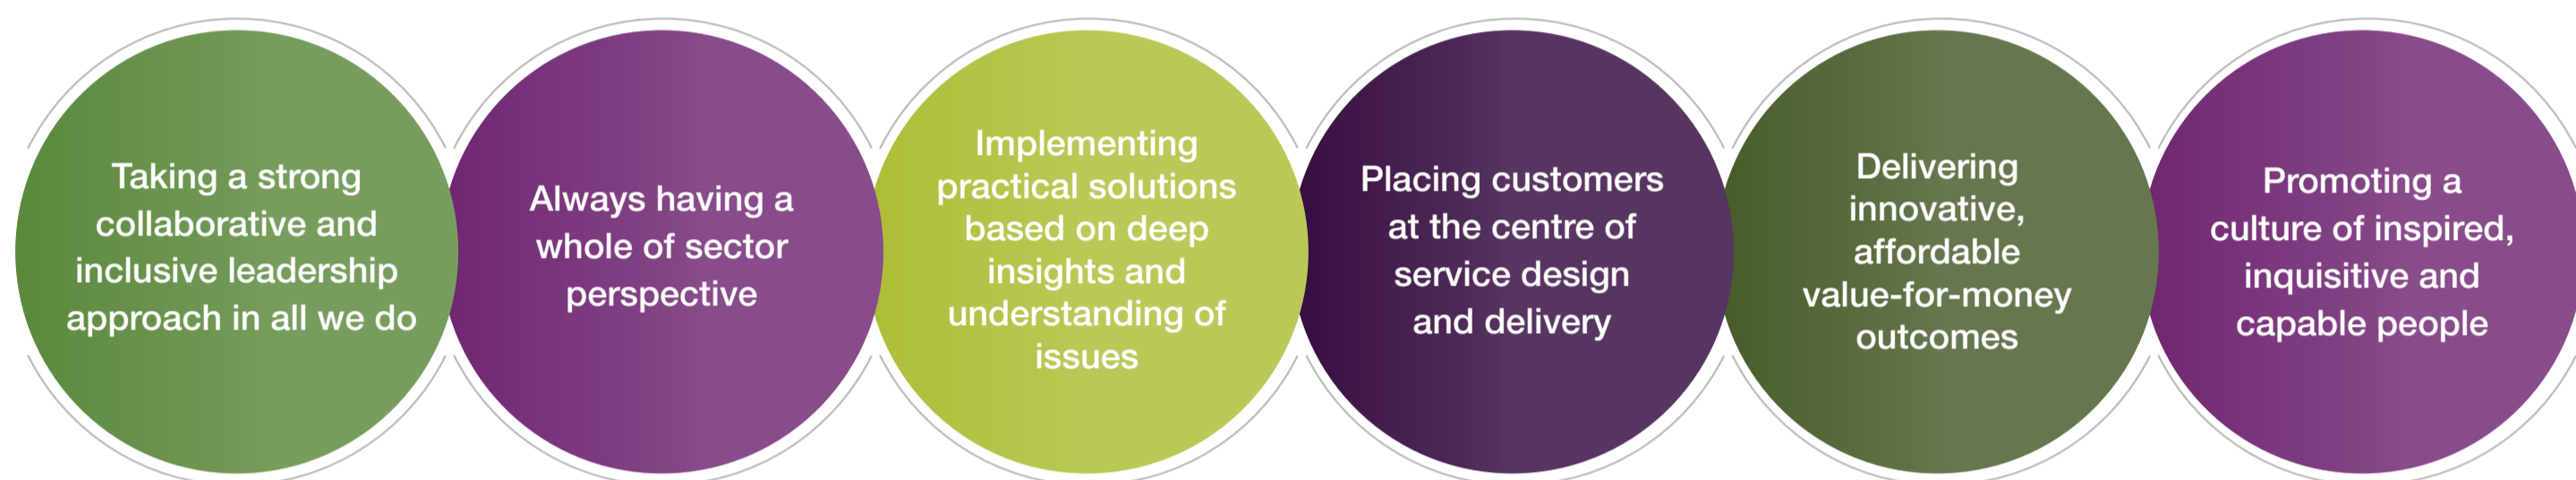 Taking a strong
collaborative and
inclusive leadership
approach in all we do
Always having a
whole of sector
perspective
Implementing
practical solutions
based on deep
insights and
understanding of
issues
Placing customers
at the centre of
service design
and delivery
Delivering
innovative,
affordable
value-for-money
outcomes
Promoting a
culture of inspired,
inquisitive and
capable people